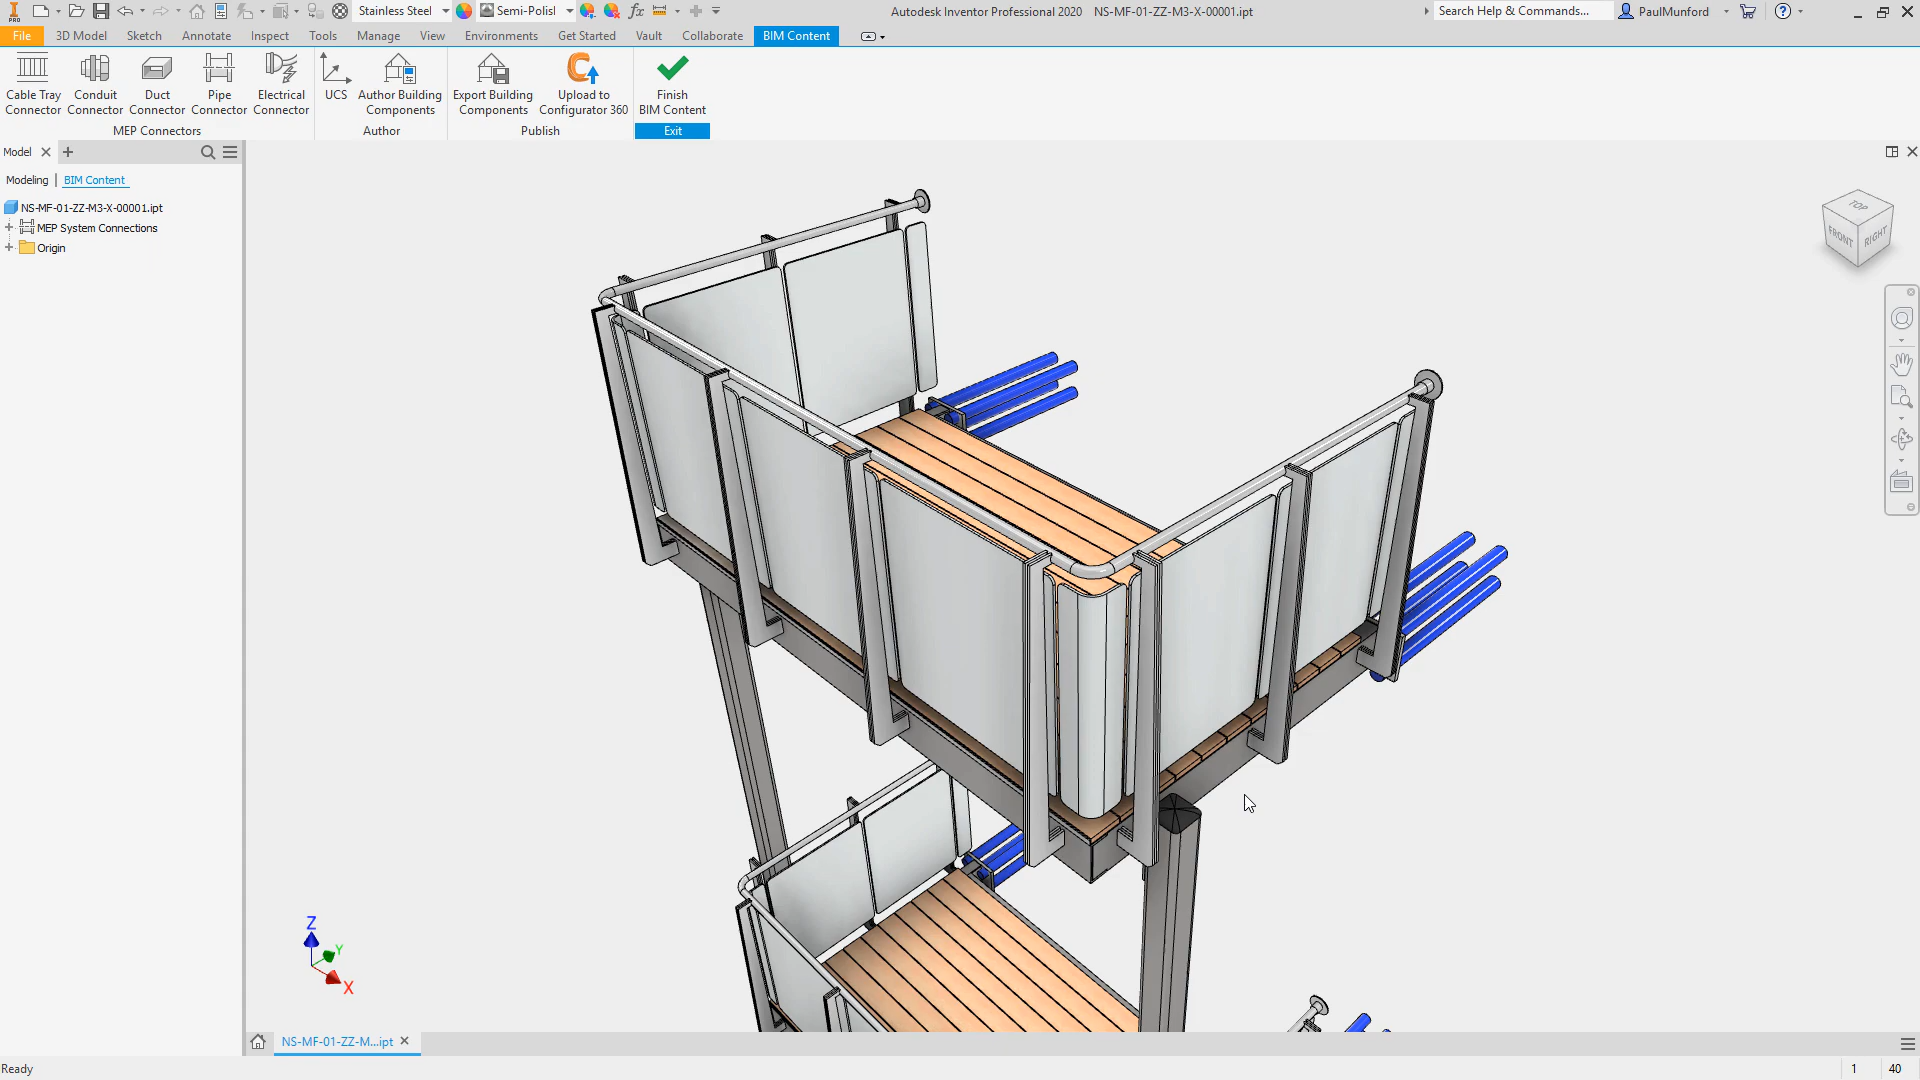 PRO
Stainless Steel
Semi-Polisl
fx
Autodesk Inventor Professional 2020 NS-MF-01-ZZ-M3-X-00001.ipt
Search Help & Commands...
PaulMunford
File 3D Model Sketch Annotate Inspect Tools Manage View Environments Get Started Vault Collaborate BIM Content
Cable Tray Connector
Conduit Connector
Duct Connector
Pipe Connector
Electrical Connector
UCS
Author Building Components
Export Building Components
Upload to Configurator 360
Finish BIM Content
MEP Connectors Author Publish Exit
Model
Modeling | BIM Content
NS-MF-01-ZZ-M3-X-00001.ipt
MEP System Connections
Origin
TOP
FRONT RIGHT
Z
Y
X
NS-MF-01-ZZ-M...ipt
Ready 1 40